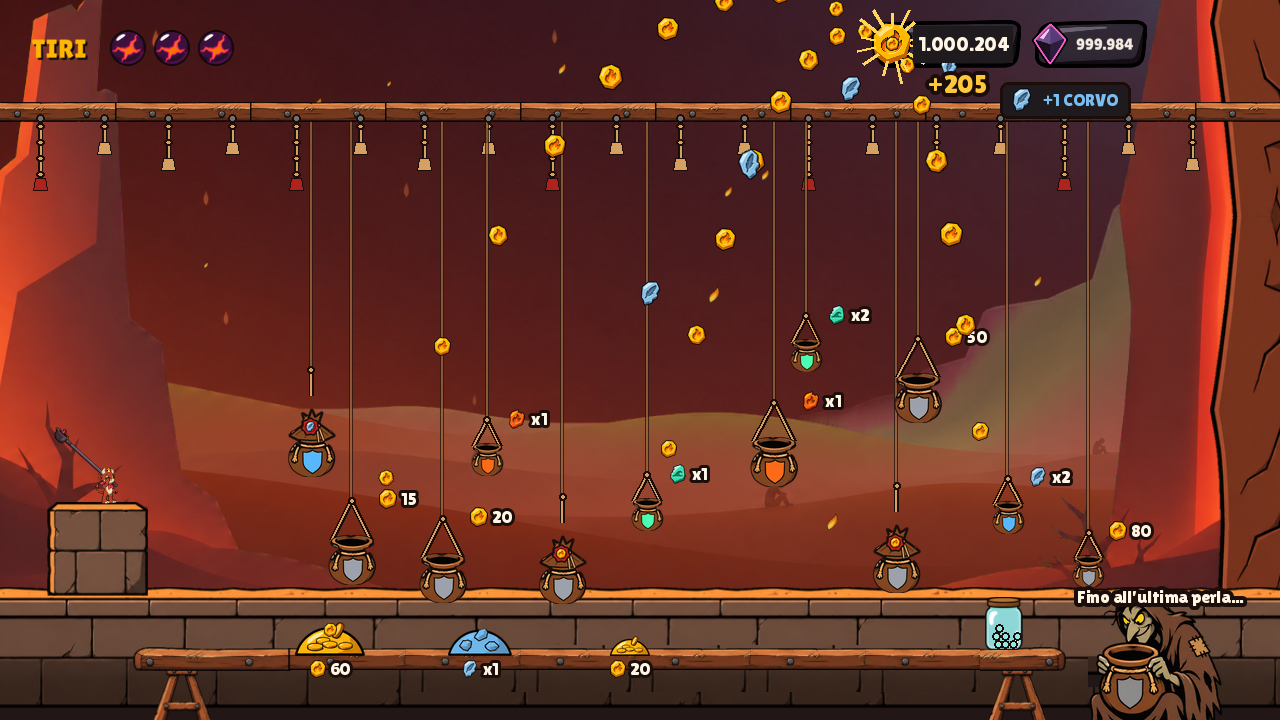 TIRI
1.000.204
999.984
+205
+1 CORVO
x2
50
x1
x1
15
x1
x2
20
80
Fino all'ultima perla...
60
x1
20